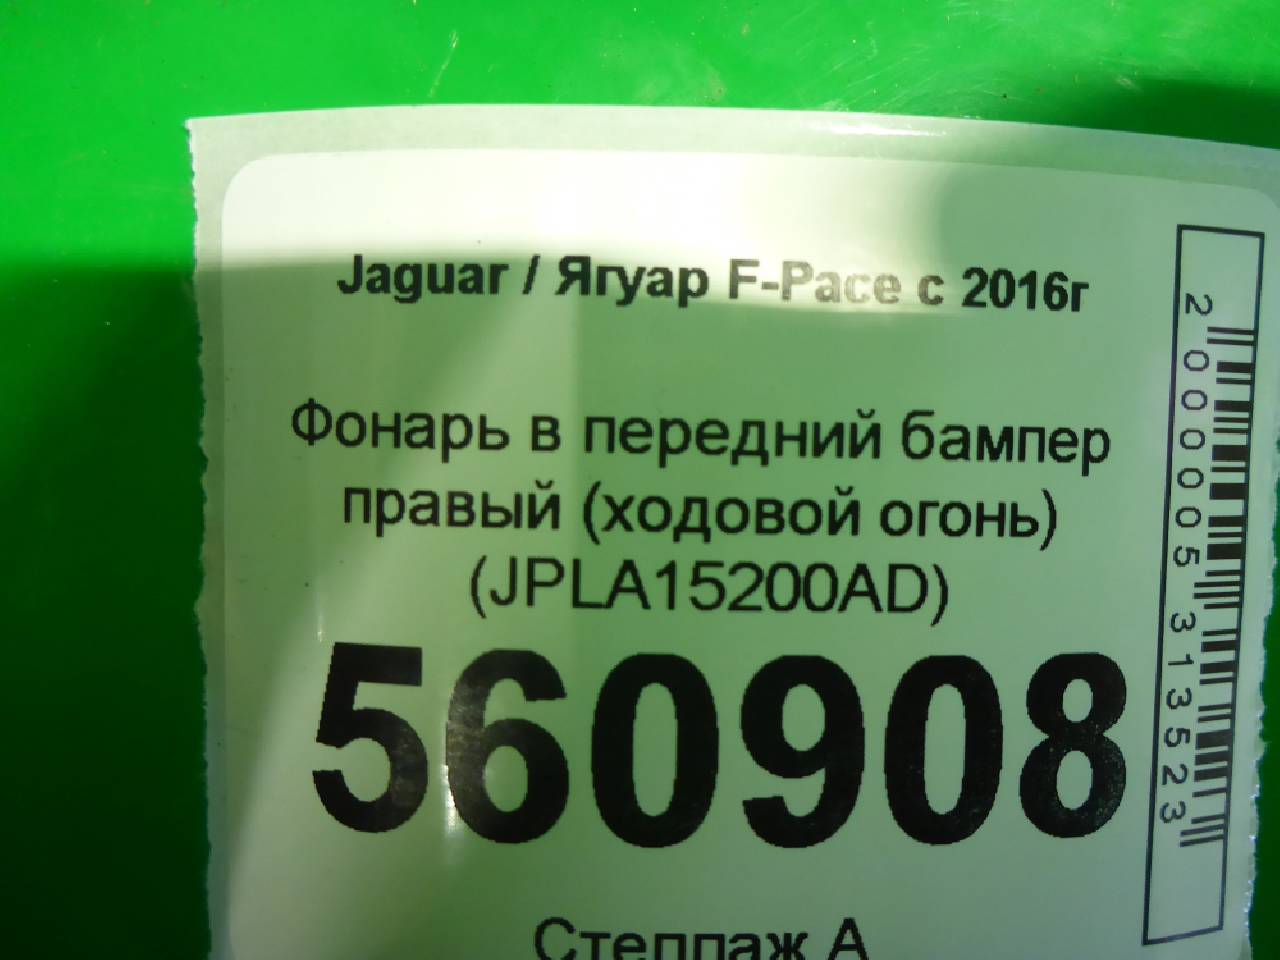 Jaguar / Ягуар F-Pace с 2016г
Фонарь в передний бампер
правый (ходовой огонь)
(JPLA15200AD)
560908
Стеллаж А
2000005313523